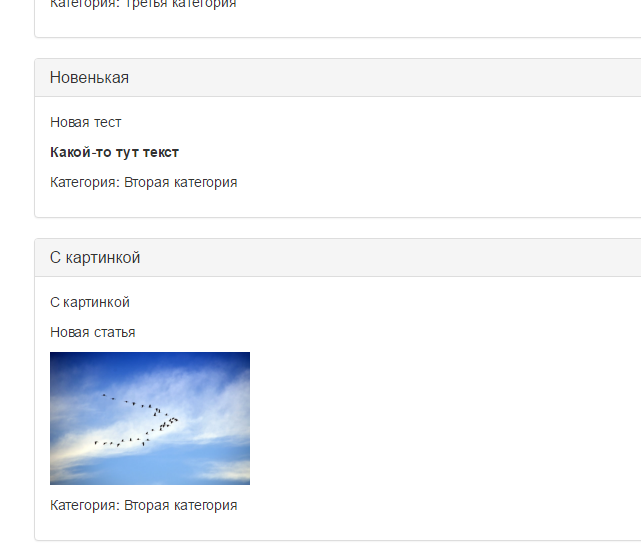 Категория: Третья категория
Новенькая
Новая тест
Какой-то тут текст
Категория: Вторая категория
С картинкой
С картинкой
Новая статья
Категория: Вторая категория